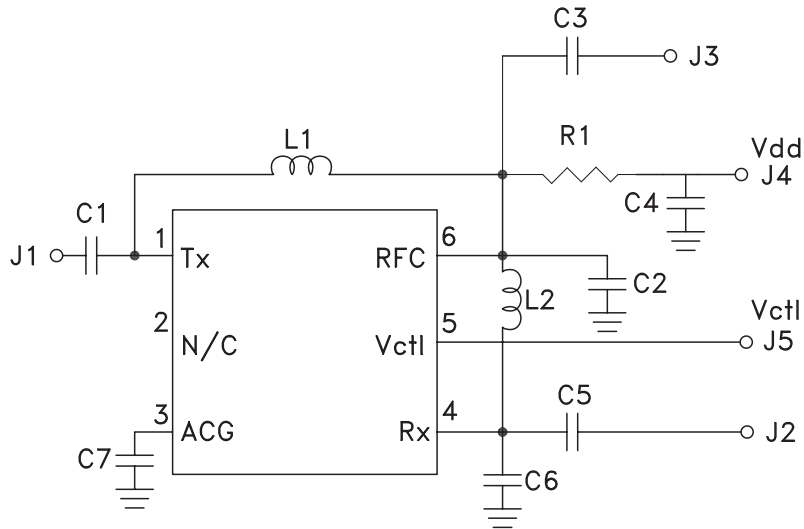 C3
J3
R1
Vdd
L1
J4
C4
C1
1
6
J1
Tx
RFC
C2
L2
Vctl
2
5
N/C
Vctl
J5
C5
3
4
ACG
Rx
J2
C7
C6